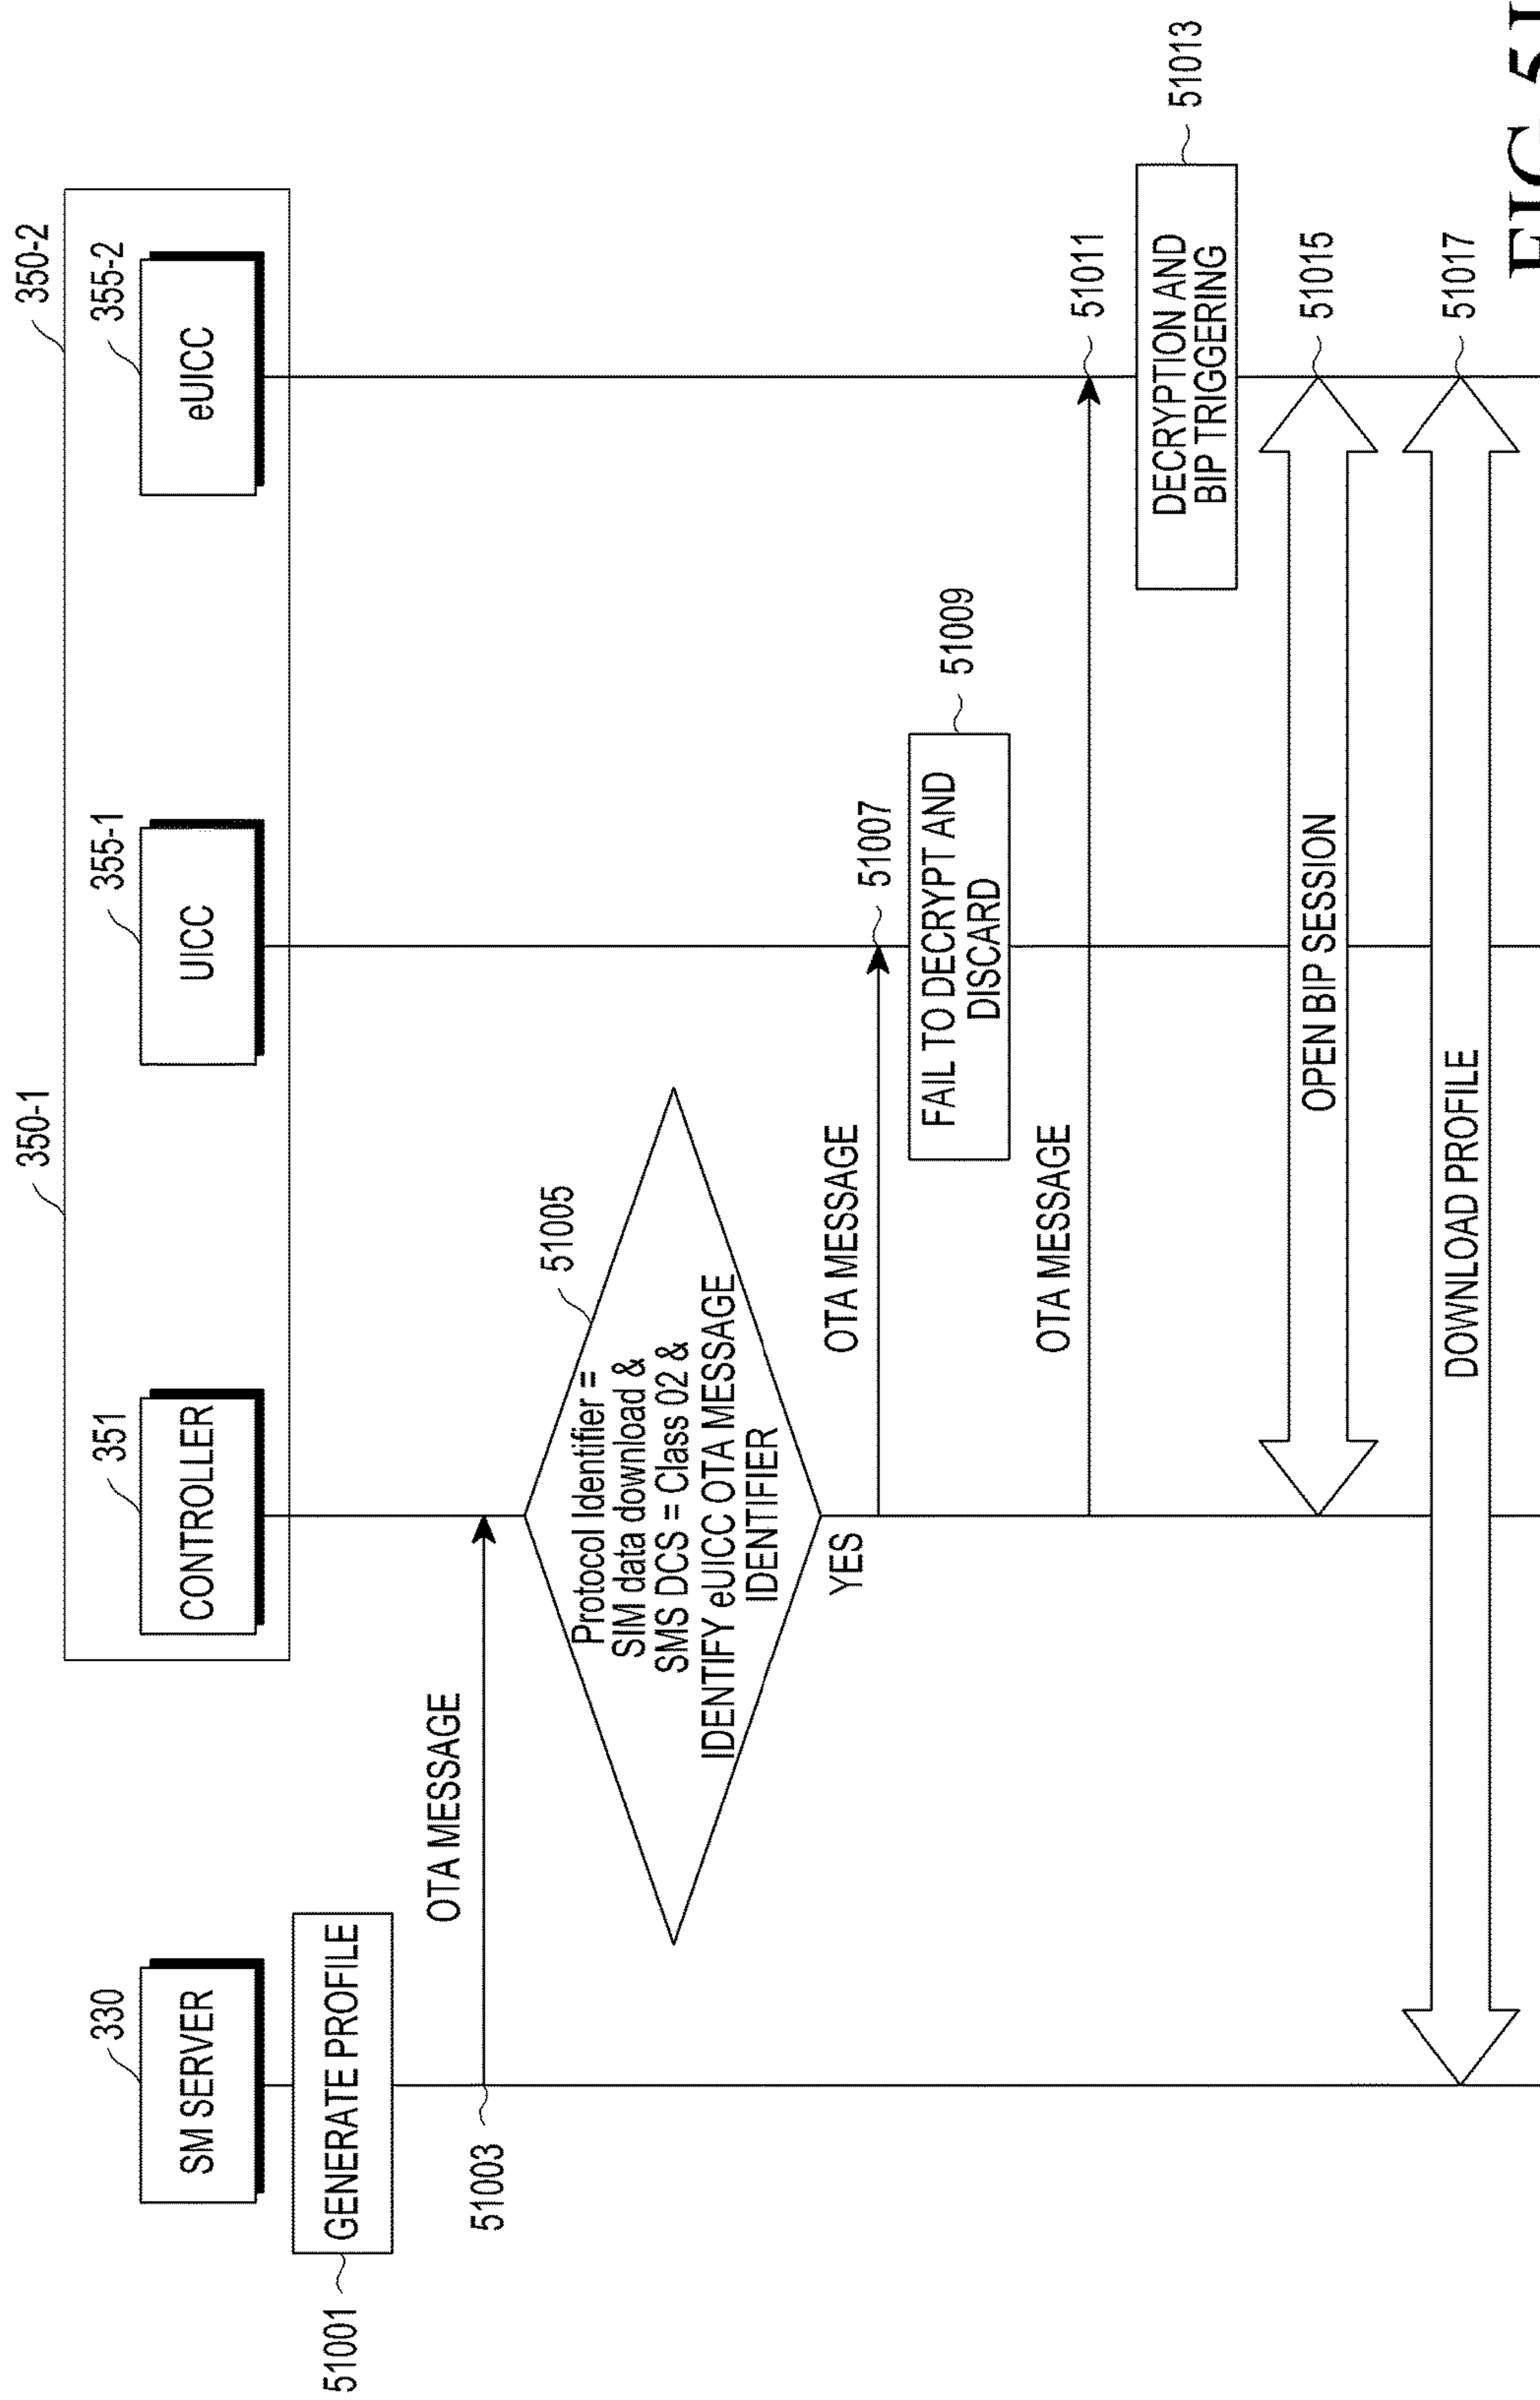 350-1
350-2
330
351
355-1
355-2
SM SERVER
CONTROLLER
UICC
eUICC
51001
GENERATE PROFILE
OTA MESSAGE
51003
51005
Protocol Identifier =
SIM data download &
SMS DCS = Class 02 &
IDENTIFY eUICC OTA MESSAGE
IDENTIFIER
YES
OTA MESSAGE
51007
FAIL TO DECRYPT AND
DISCARD
51009
OTA MESSAGE
51011
DECRYPTION AND
BIP TRIGGERING
51013
OPEN BIP SESSION
51015
DOWNLOAD PROFILE
51017